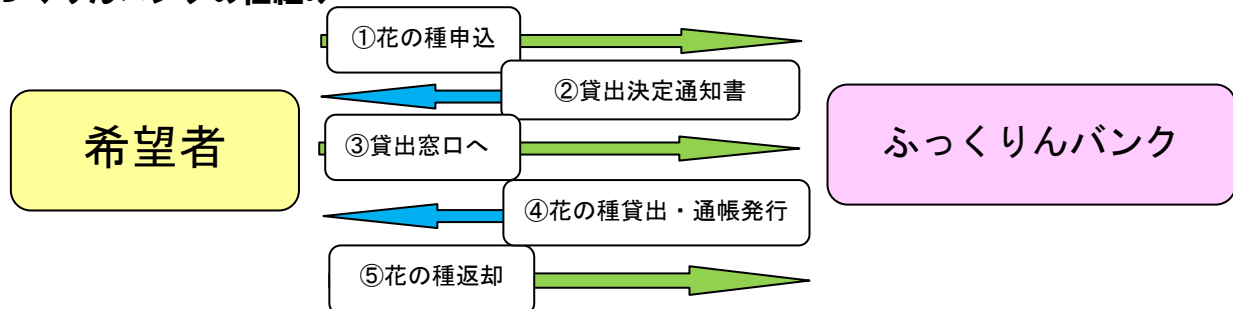 ①花の種申込
②貸出決定通知書
希望者
③貸出窓口へ
ふっくりんバンク
④花の種貸出・通帳発行
⑤花の種返却